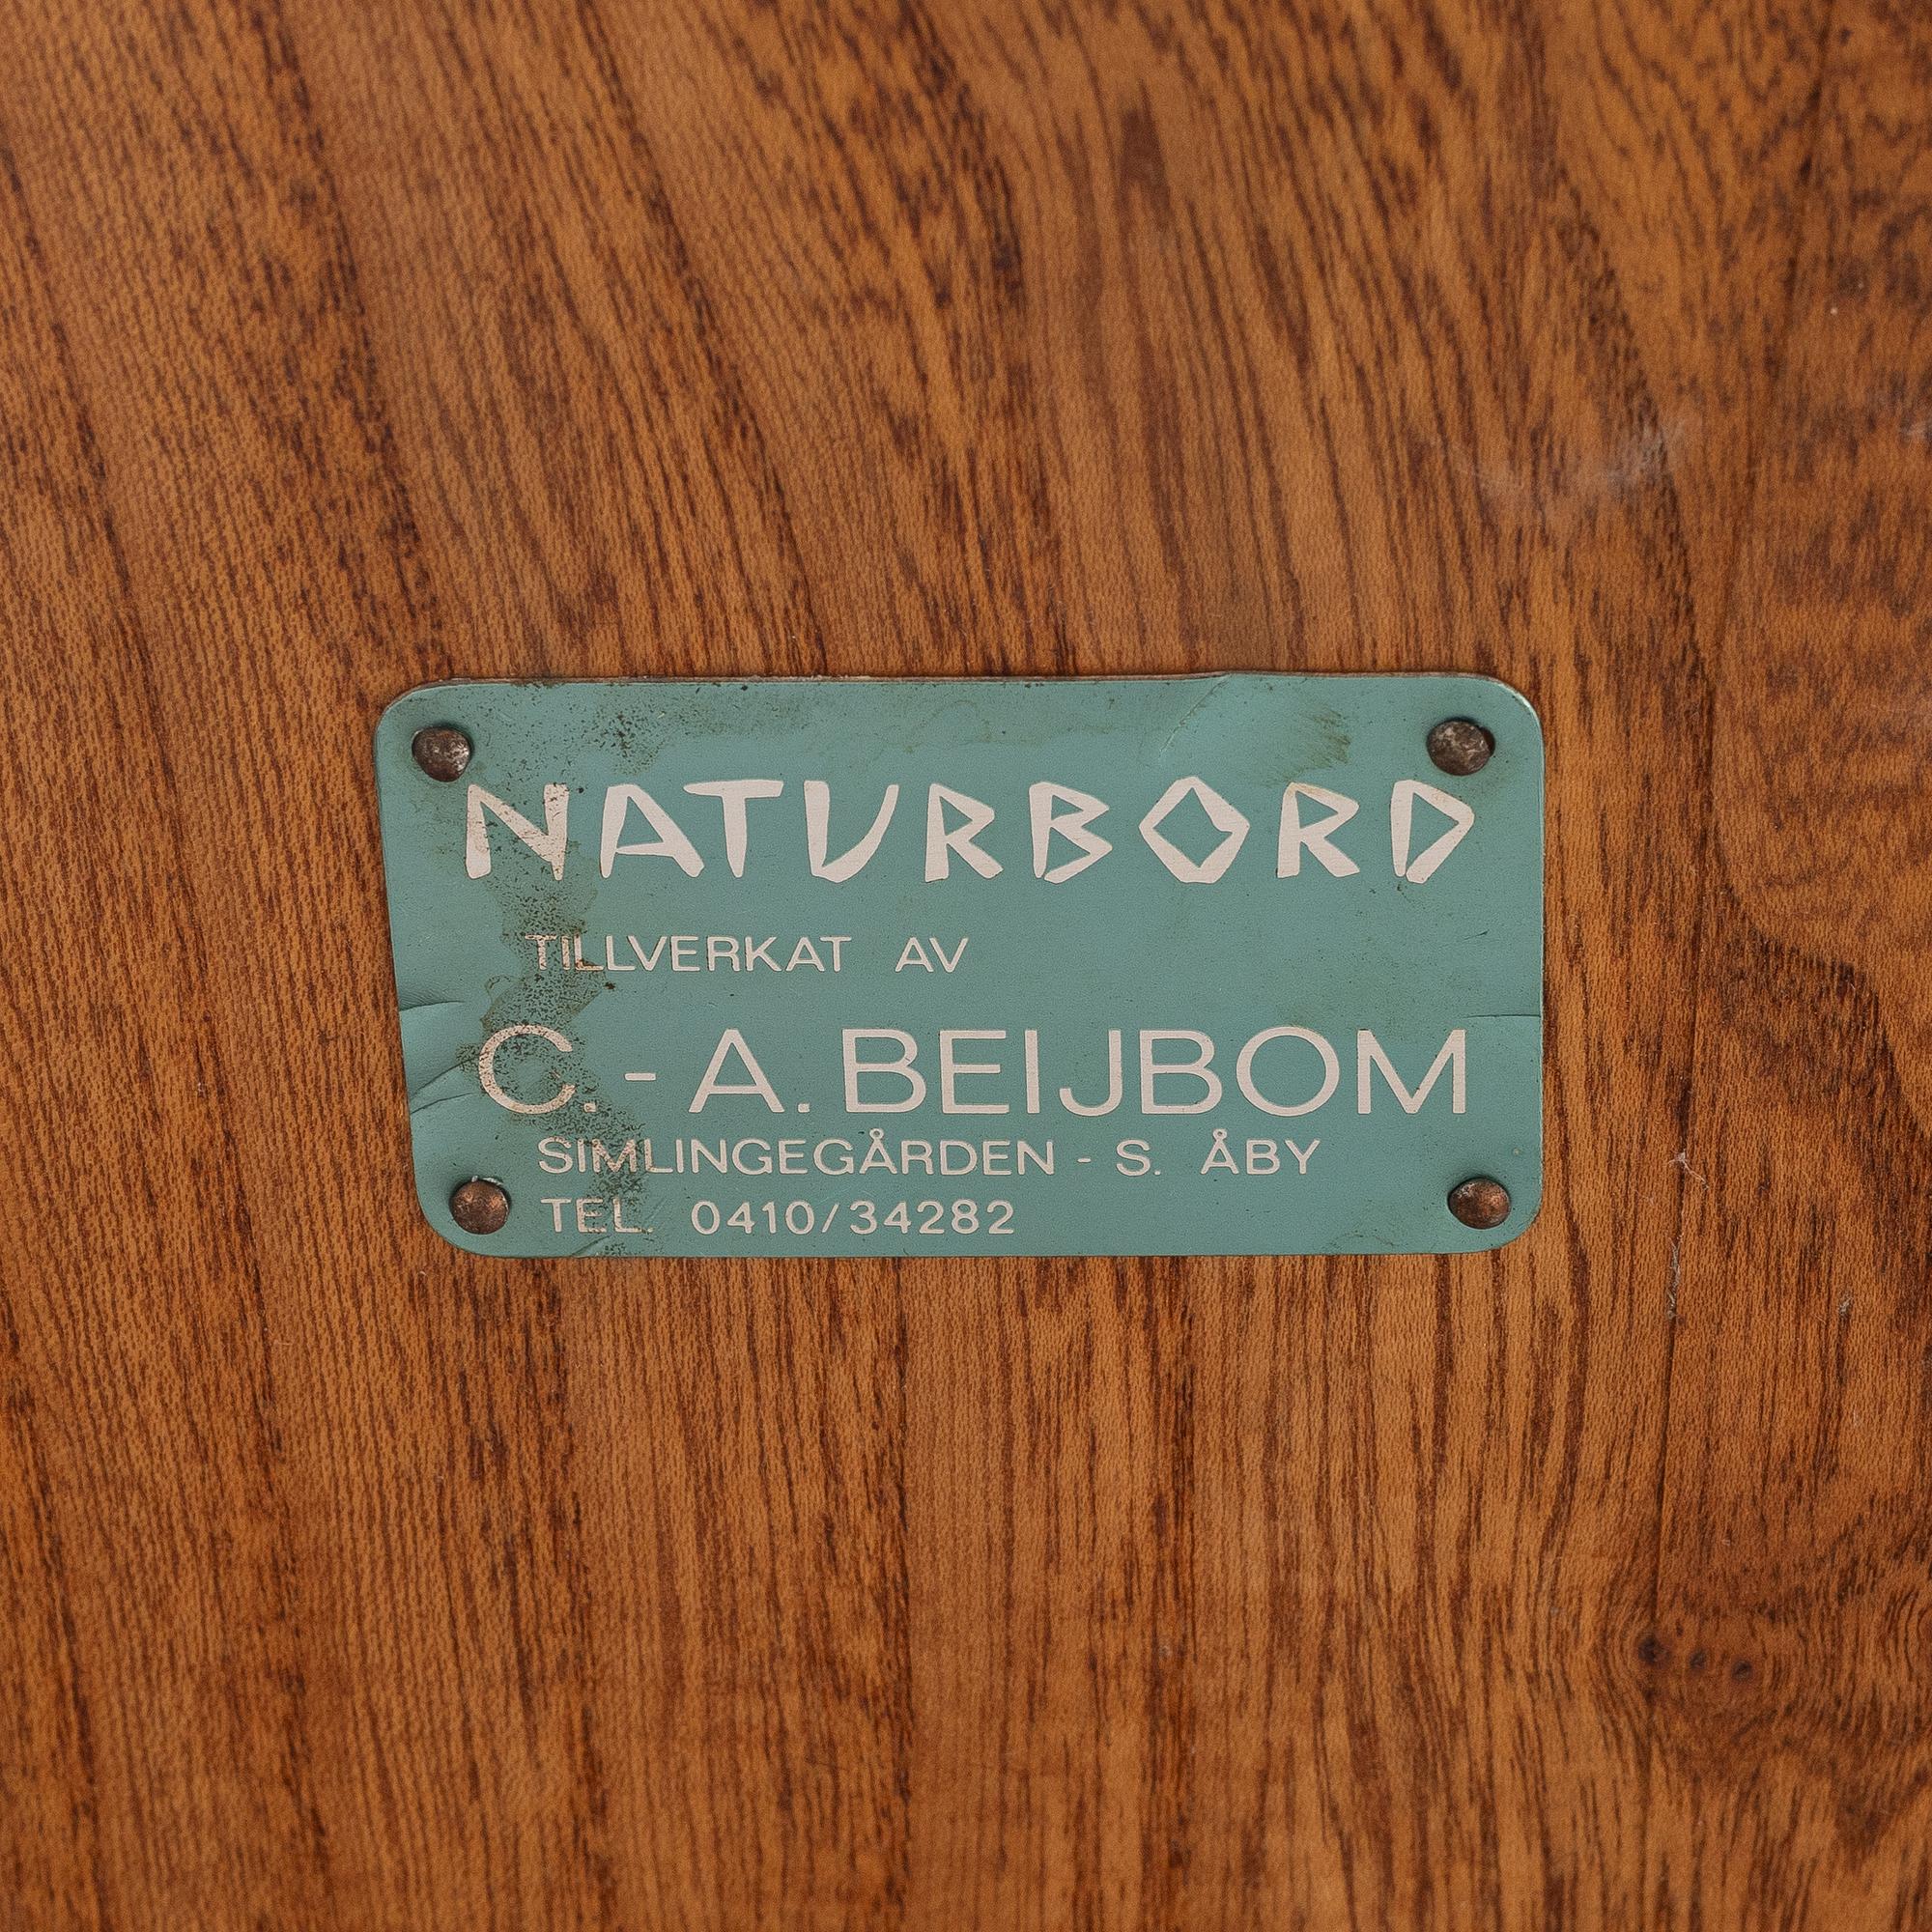 NATURBORD
TILLVERKAT AV
C.-A. BEIJBOM
SIMLINGEGÅRDEN - S. ÅBY
TEL. 0410/34282